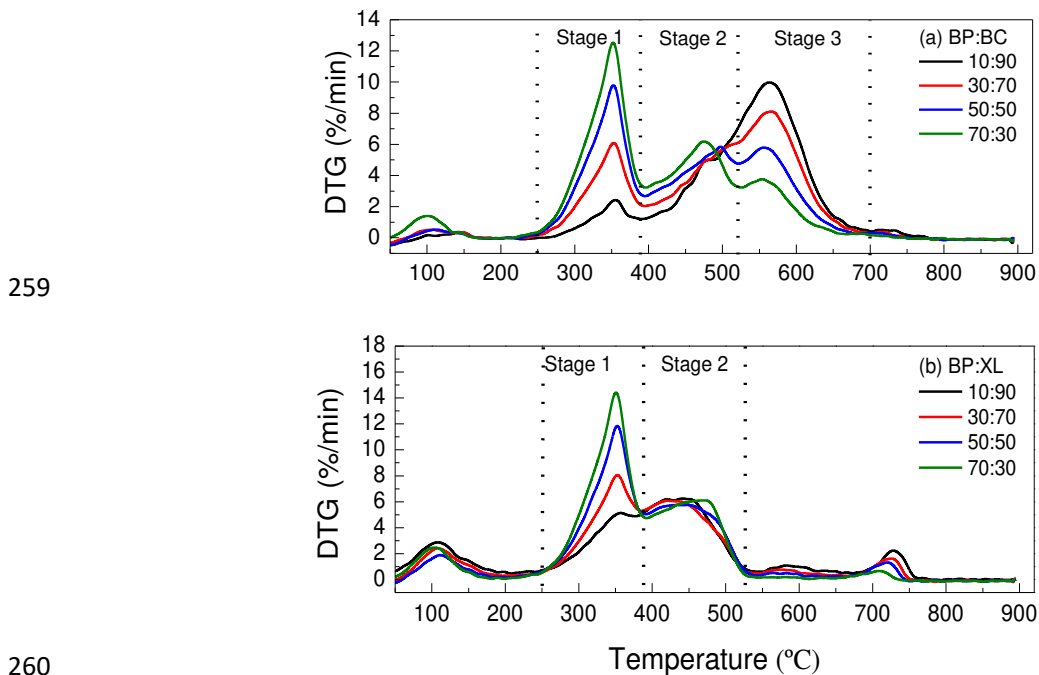 14
12
10
8
6
4
2
0
DTG (%/min)
Stage 1
Stage 2
Stage 3
(a) BP:BC
10:90
30:70
50:50
70:30
100 200 300 400 500 600 700 800 900
259
18
16
14
12
10
8
6
4
2
0
DTG (%/min)
Stage 1
Stage 2
(b) BP:XL
10:90
30:70
50:50
70:30
100 200 300 400 500 600 700 800 900
Temperature (ºC)
260